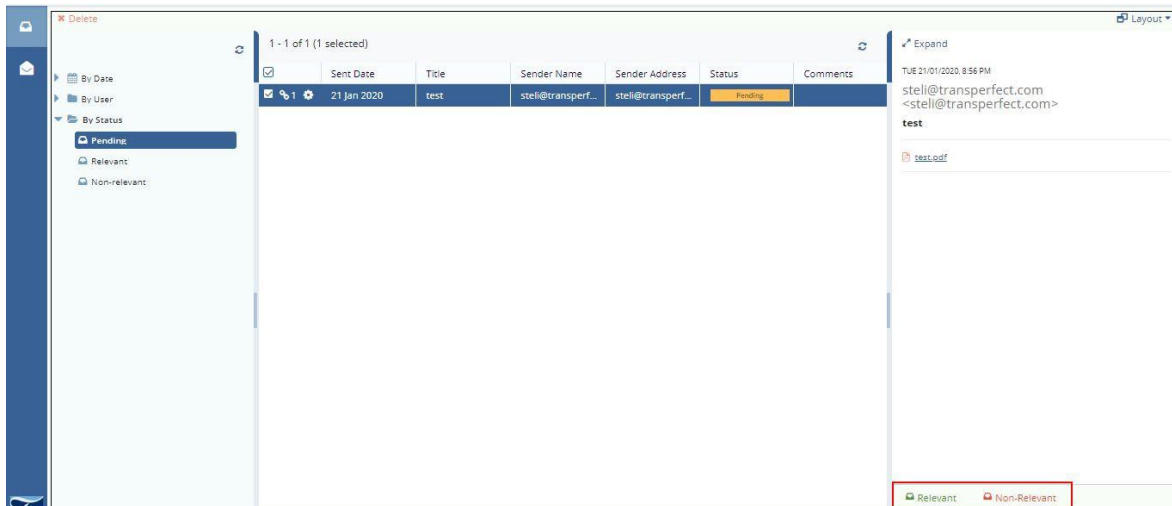 Delete
Layout
1 - 1 of 1 (1 selected)
Expand
By Date
By User
By Status
Pending
Relevant
Non-relevant
Sent Date Title Sender Name Sender Address Status Comments
1 21 Jan 2020 test steli@transperf... steli@transperf... Pending
TUE 21/01/2020, 8:56 PM
steli@transperfect.com
<steli@transperfect.com>
test
test.pdf
Relevant Non-Relevant